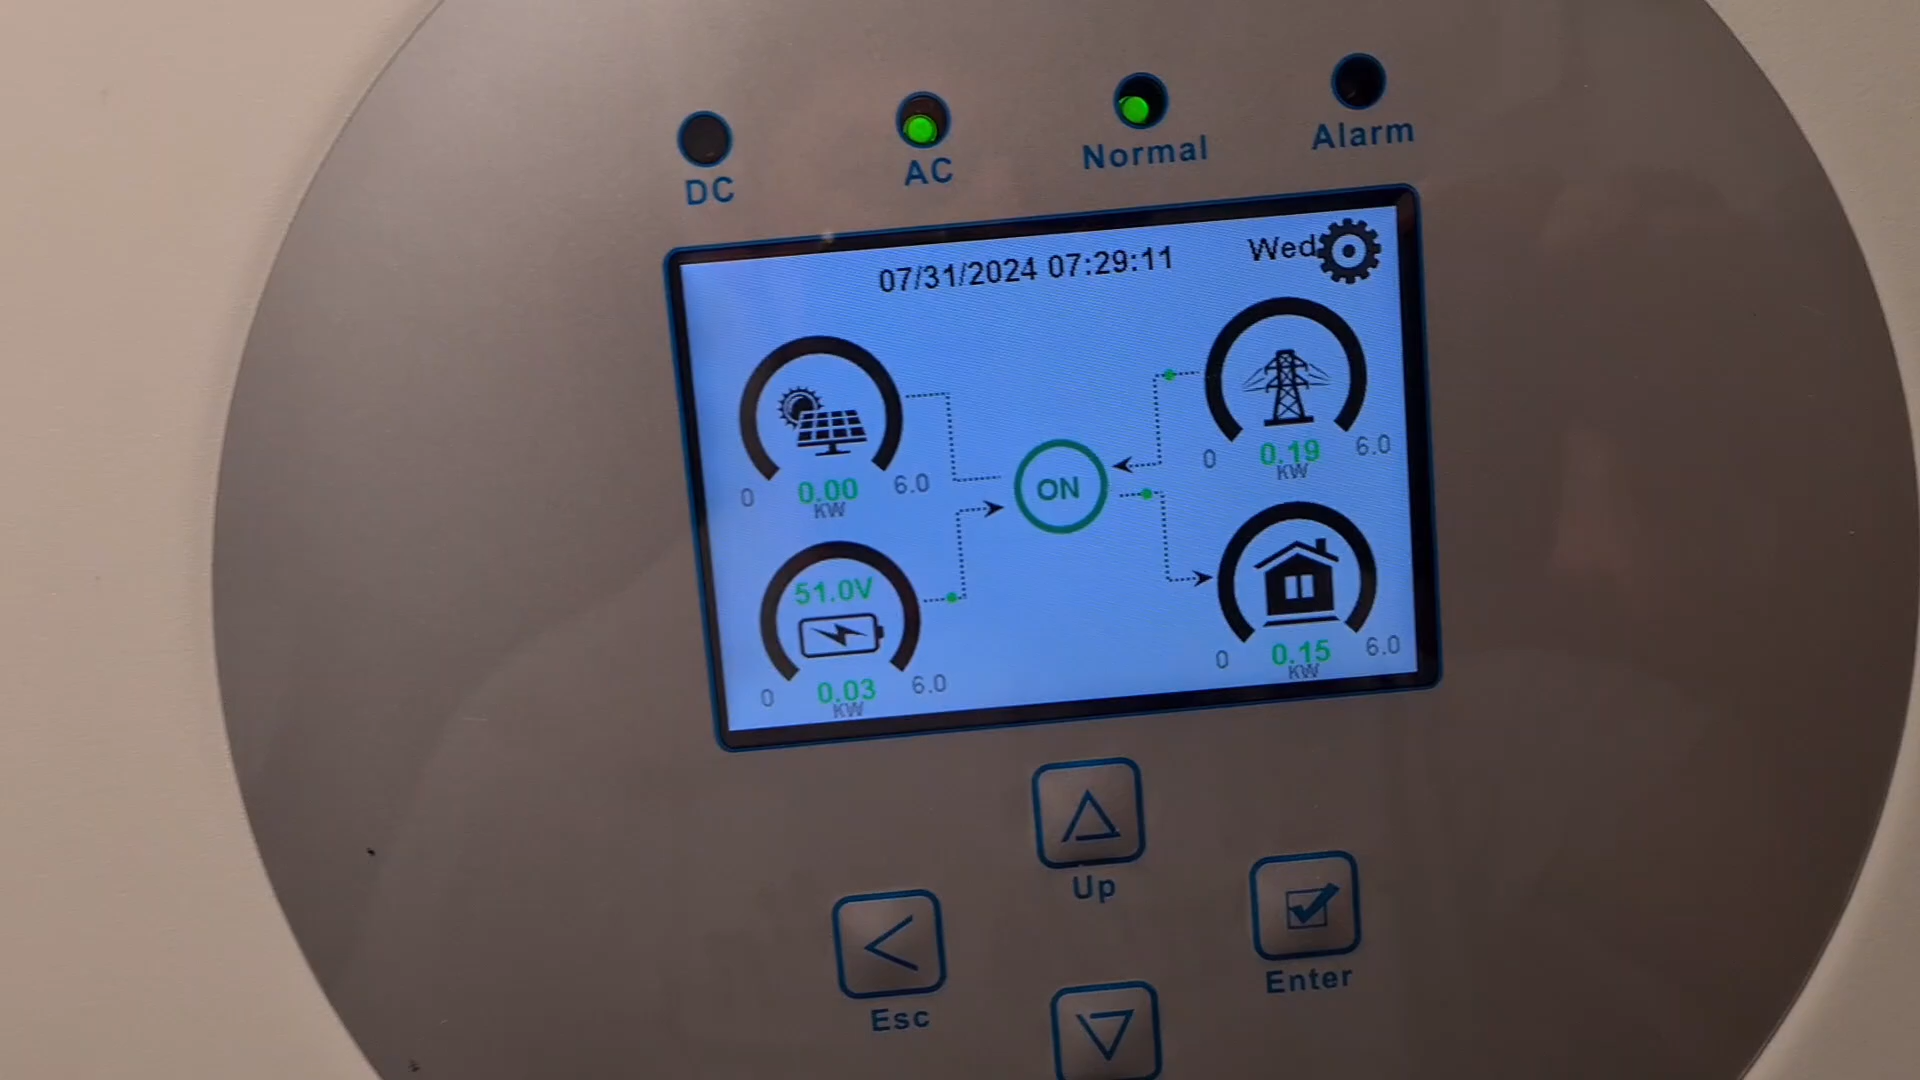 DC
AC
Normal
Alarm
07/31/2024 07:29:11
Wed
0
0.00
KW
6.0
0
0.19
KW
6.0
ON
51.0V
0
0.03
KW
6.0
0
0.15
KW
6.0
Up
Esc
Enter